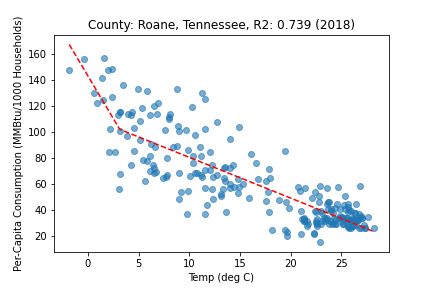 County: Roane, Tennessee, R2: 0.739 (2018)
Per-Capita Consumption (MMBtu/1000 Households)
160
140
120
100
80
60
40
20
0 5 10 15 20 25
Temp (deg C)